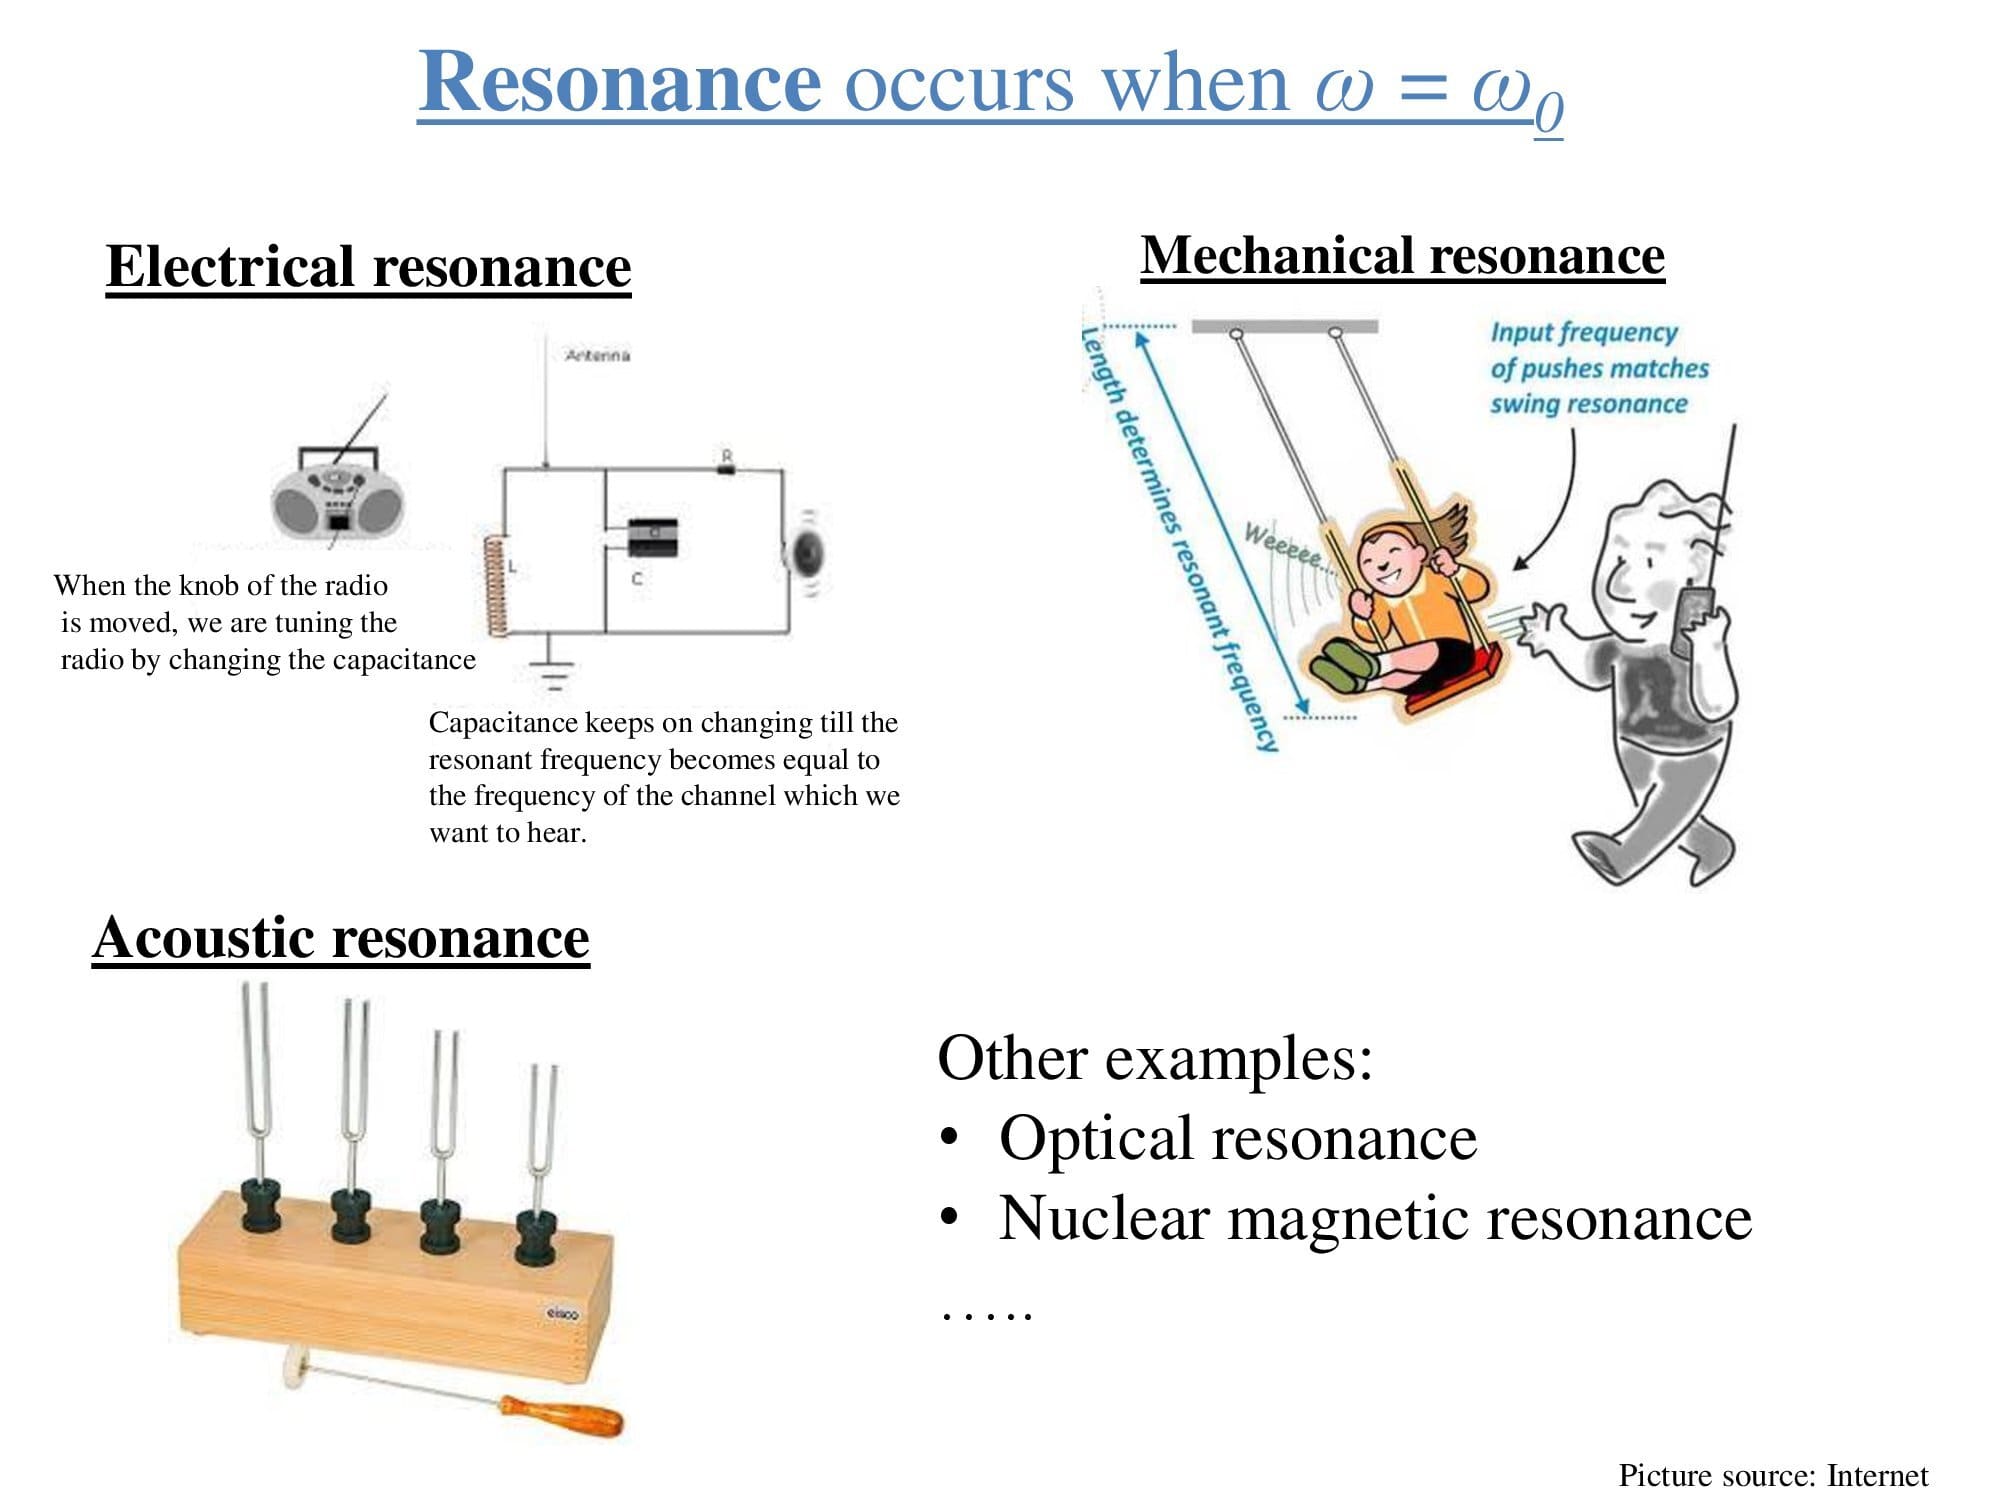 Resonance occurs when ω = ω0
Electrical resonance
Antenna
R
L
C
When the knob of the radio
is moved, we are tuning the
radio by changing the capacitance
Capacitance keeps on changing till the
resonant frequency becomes equal to
the frequency of the channel which we
want to hear.
Mechanical resonance
Length determines resonant frequency
Input frequency
of pushes matches
swing resonance
Weeeee....
Acoustic resonance
eisco
Other examples:
• Optical resonance
• Nuclear magnetic resonance
…..
Picture source: Internet